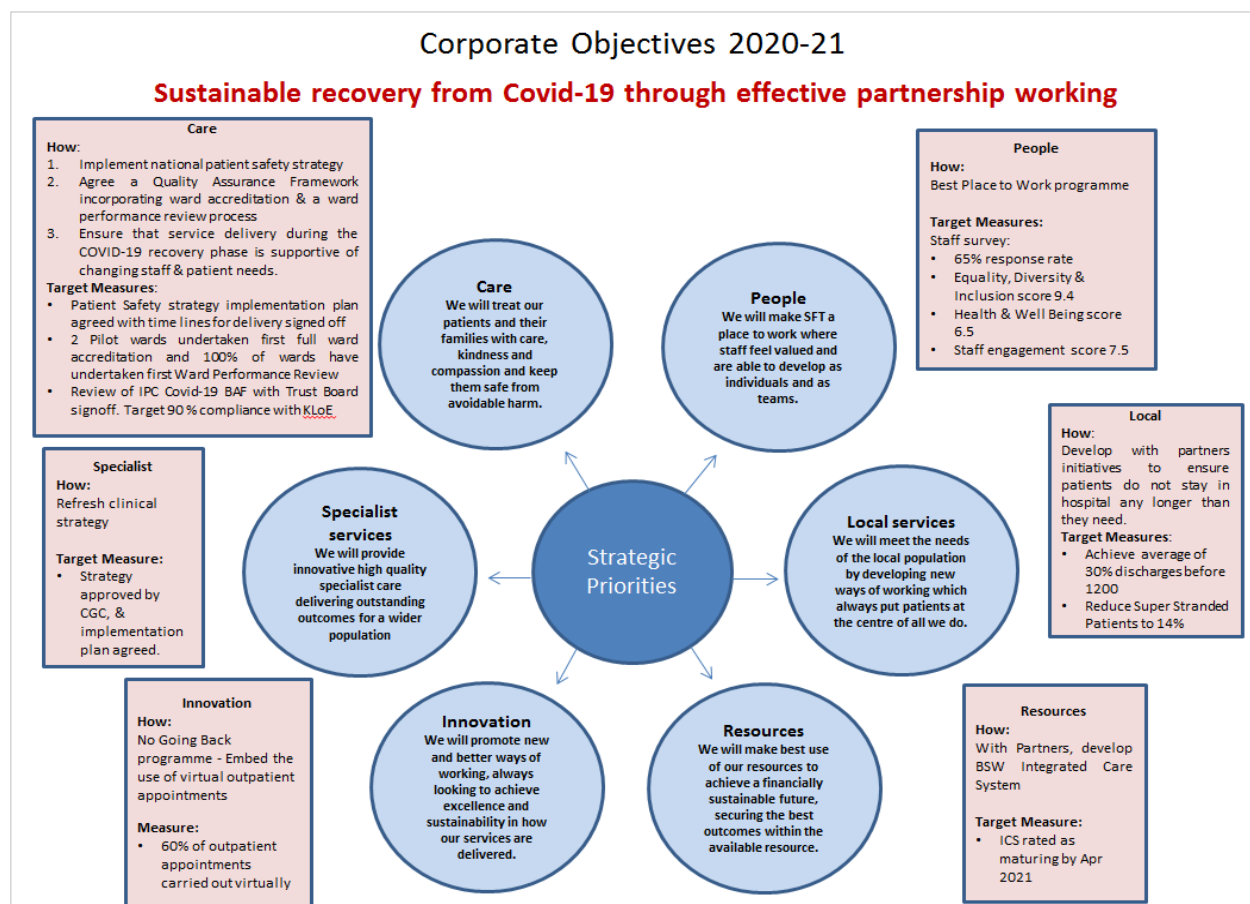 Corporate Objectives 2020-21
Sustainable recovery from Covid-19 through effective partnership working
Care
How:
1. Implement national patient safety strategy
2. Agree a Quality Assurance Framework
incorporating ward accreditation & a ward
performance review process
3. Ensure that service delivery during the
COVID-19 recovery phase is supportive of
changing staff & patient needs.
Target Measures:
• Patient Safety strategy implementation plan
agreed with time lines for delivery signed off
• 2 Pilot wards undertaken first full ward
accreditation and 100% of wards have
undertaken first Ward Performance Review
• Review of IPC Covid-19 BAF with Trust Board
signoff. Target 90 % compliance with KLoE
People
How:
Best Place to Work programme
Target Measures:
Staff survey:
• 65% response rate
• Equality, Diversity &
Inclusion score 9.4
• Health & Well Being score
6.5
• Staff engagement score 7.5
Care
We will treat our
patients and their
families with care,
kindness and
compassion and keep
them safe from
avoidable harm.
People
We will make SFT a
place to work where
staff feel valued and
are able to develop as
individuals and as
teams.
Specialist
How:
Refresh clinical
strategy
Target Measure:
• Strategy
approved by
CGC, &
implementation
plan agreed.
Specialist
services
We will provide
innovative high quality
specialist care
delivering outstanding
outcomes for a wider
population
Strategic
Priorities
Local services
We will meet the needs
of the local population
by developing new
ways of working which
always put patients at
the centre of all we do.
Local
How:
Develop with partners
initiatives to ensure
patients do not stay in
hospital any longer than
they need.
Target Measures:
• Achieve average of
30% discharges before
1200
• Reduce Super Stranded
Patients to 14%
Innovation
How:
No Going Back
programme - Embed the
use of virtual outpatient
appointments
Measure:
• 60% of outpatient
appointments
carried out virtually
Innovation
We will promote new
and better ways of
working, always
looking to achieve
excellence and
sustainability in how
our services are
delivered.
Resources
We will make best use
of our resources to
achieve a financially
sustainable future,
securing the best
outcomes within the
available resource.
Resources
How:
With Partners, develop
BSW Integrated Care
System
Target Measure:
• ICS rated as
maturing by Apr
2021